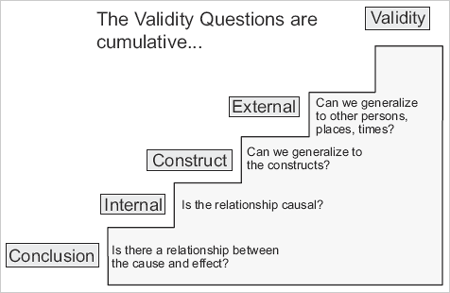 The Validity Questions are
cumulative...
Validity
External
Can we generalize
to other persons,
places, times?
Construct
Can we generalize to
the constructs?
Internal
Is the relationship causal?
Conclusion
Is there a relationship between
the cause and effect?